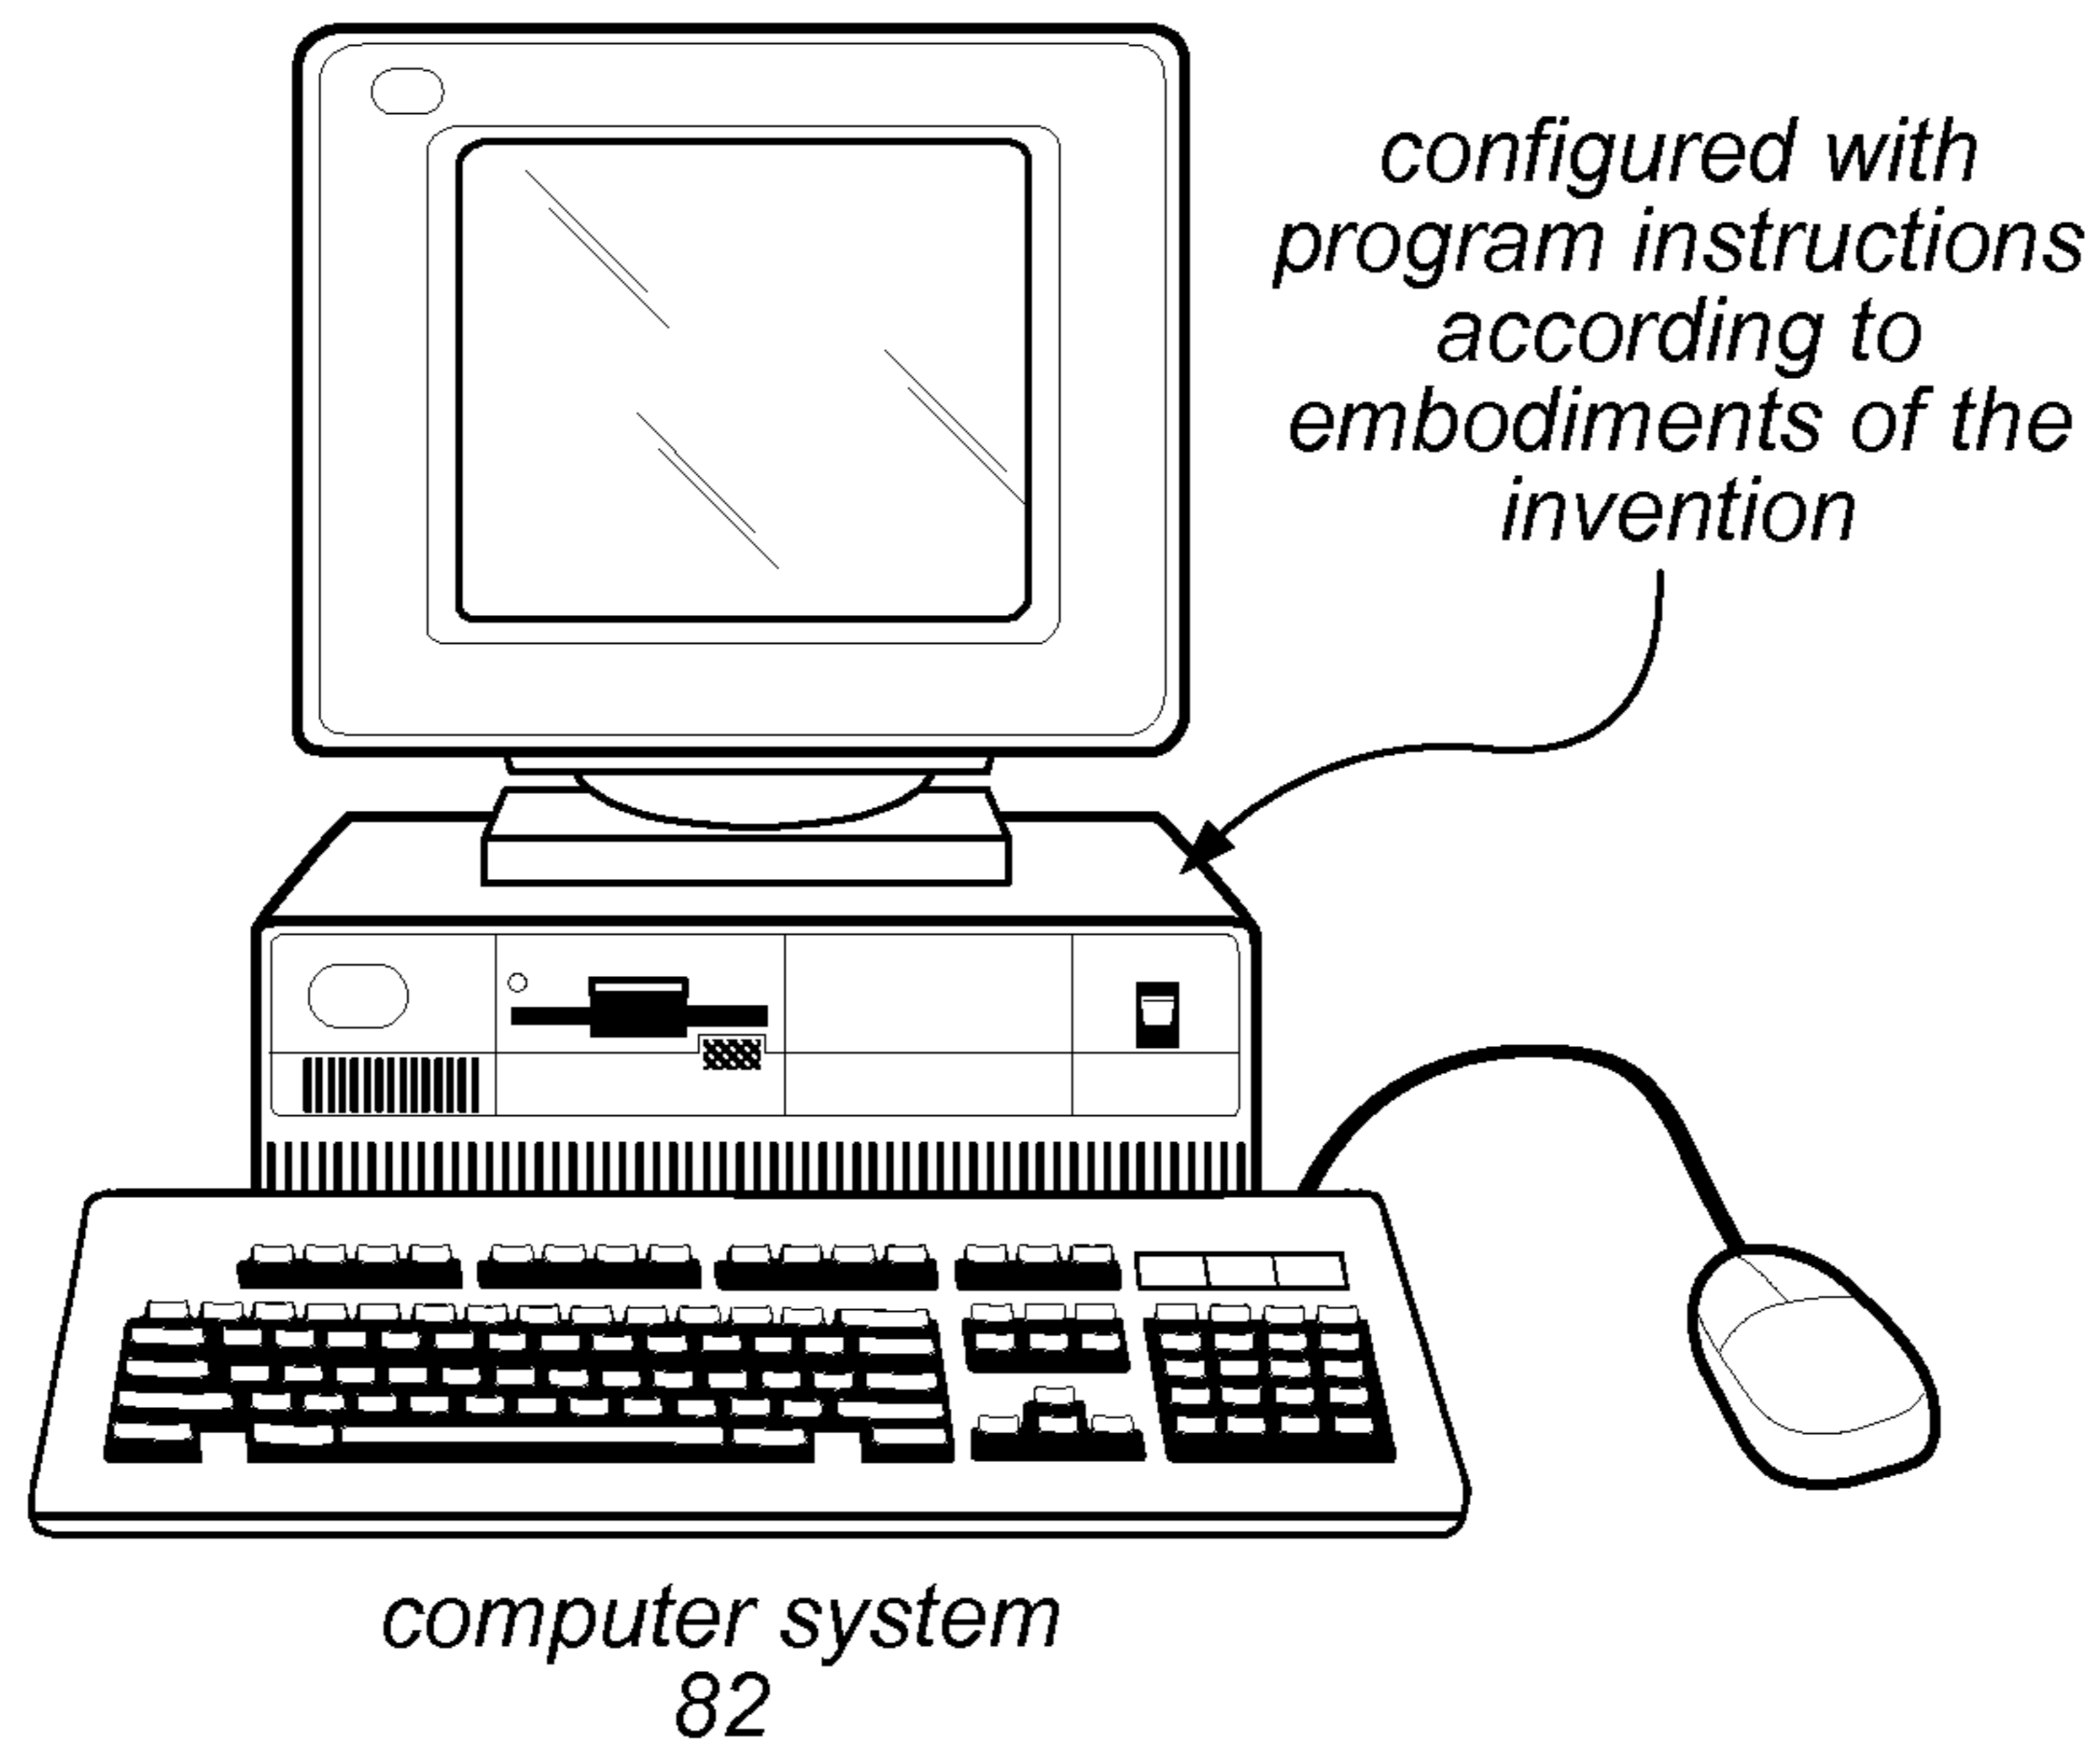 configured with
program instructions
according to
embodiments of the
invention
computer system
82